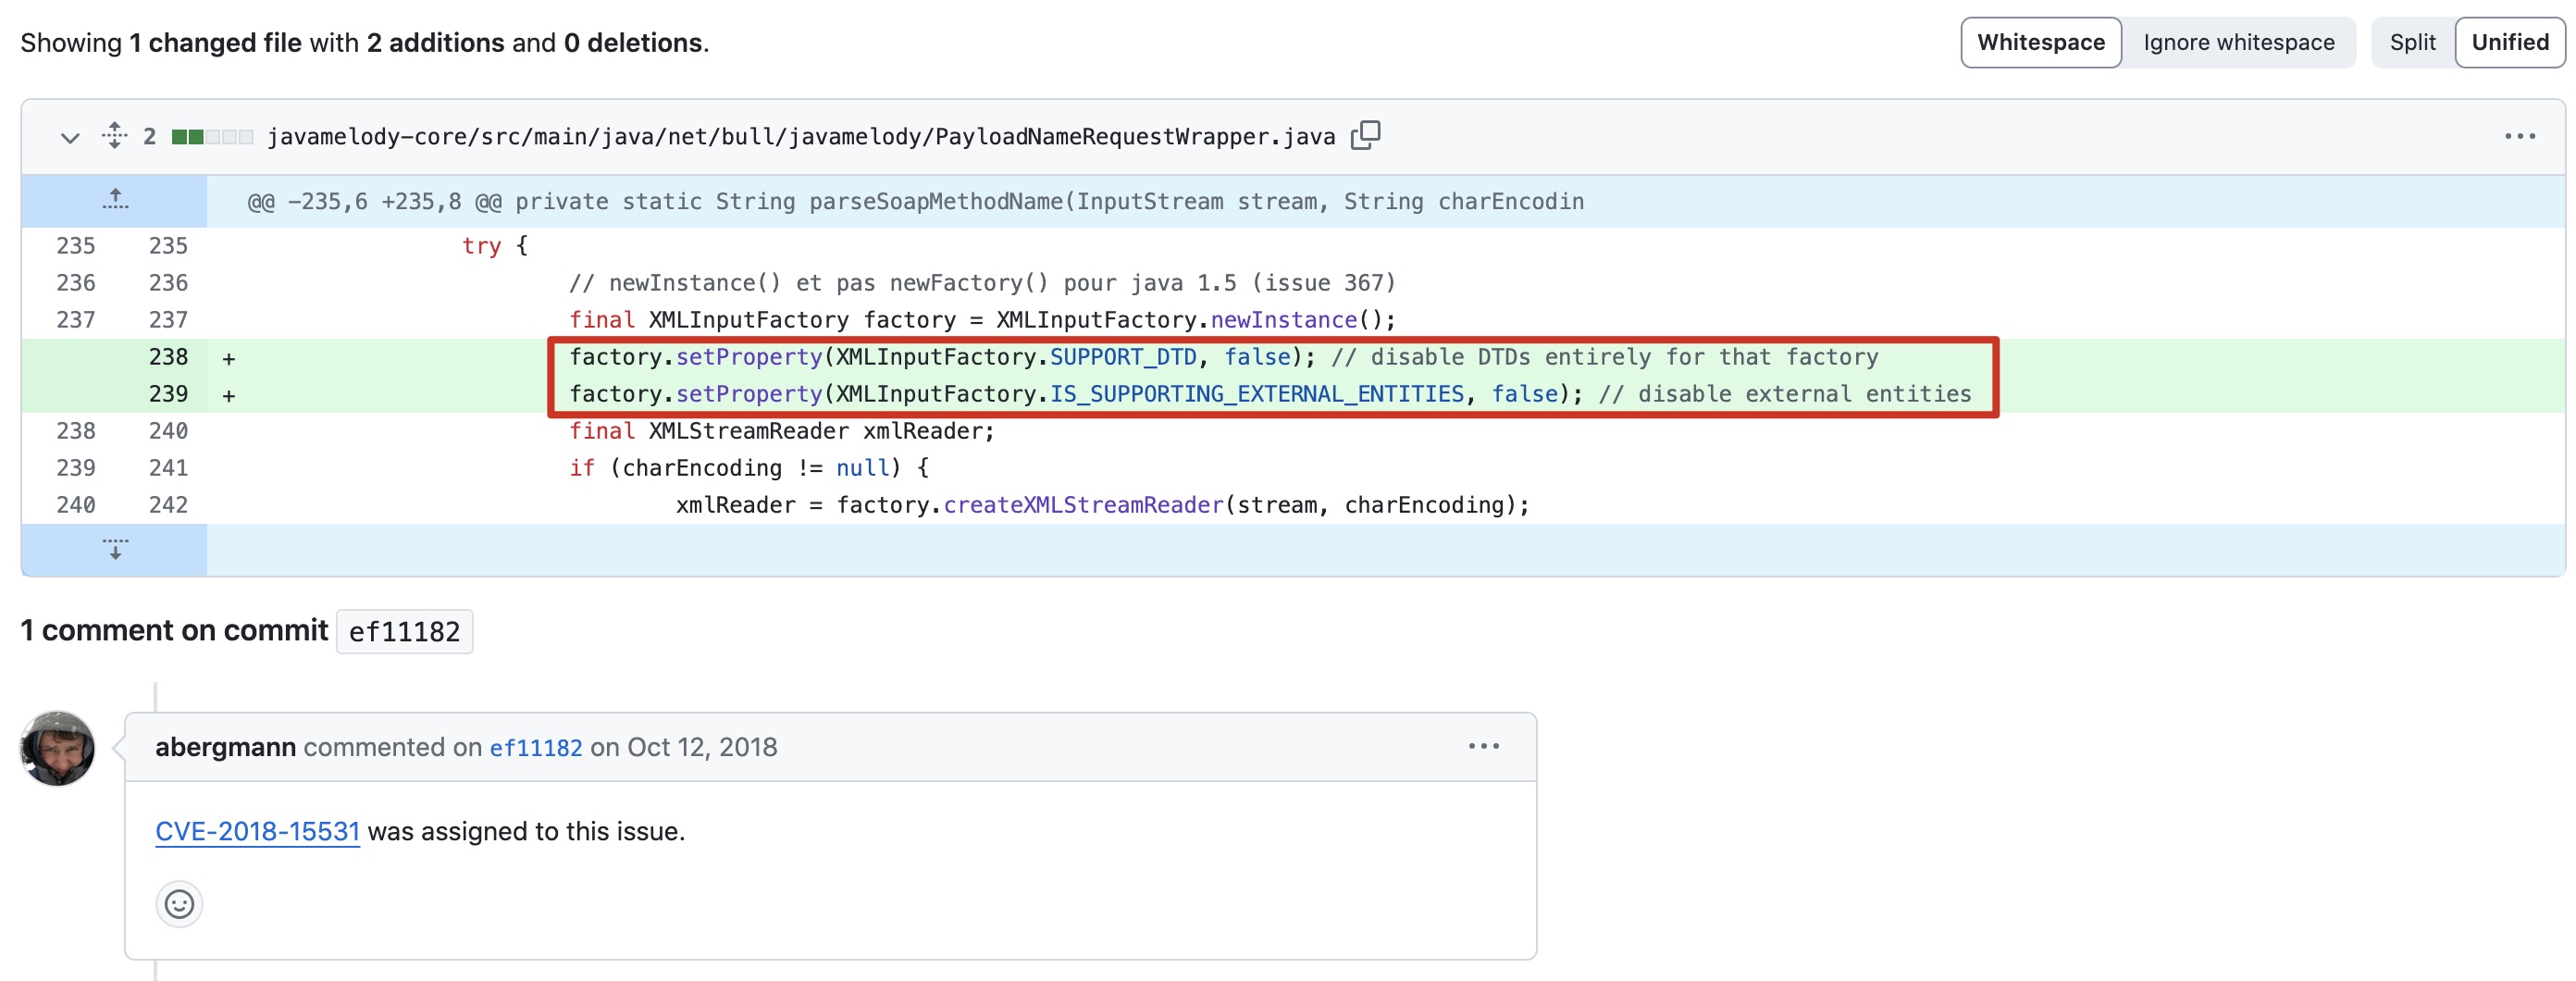 Showing 1 changed file with 2 additions and 0 deletions.
Whitespace Ignore whitespace Split Unified
2 javamelody-core/src/main/java/net/bull/javamelody/PayloadNameRequestWrapper.java
@@ -235,6 +235,8 @@ private static String parseSoapMethodName(InputStream stream, String charEncodin
235 235 try {
236 236 // newInstance() et pas newFactory() pour java 1.5 (issue 367)
237 237 final XMLInputFactory factory = XMLInputFactory.newInstance();
238 + factory.setProperty(XMLInputFactory.SUPPORT_DTD, false); // disable DTDs entirely for that factory
239 + factory.setProperty(XMLInputFactory.IS_SUPPORTING_EXTERNAL_ENTITIES, false); // disable external entities
238 240 final XMLStreamReader xmlReader;
239 241 if (charEncoding != null) {
240 242 xmlReader = factory.createXMLStreamReader(stream, charEncoding);
1 comment on commit ef11182
abergmann commented on ef11182 on Oct 12, 2018
CVE-2018-15531 was assigned to this issue.